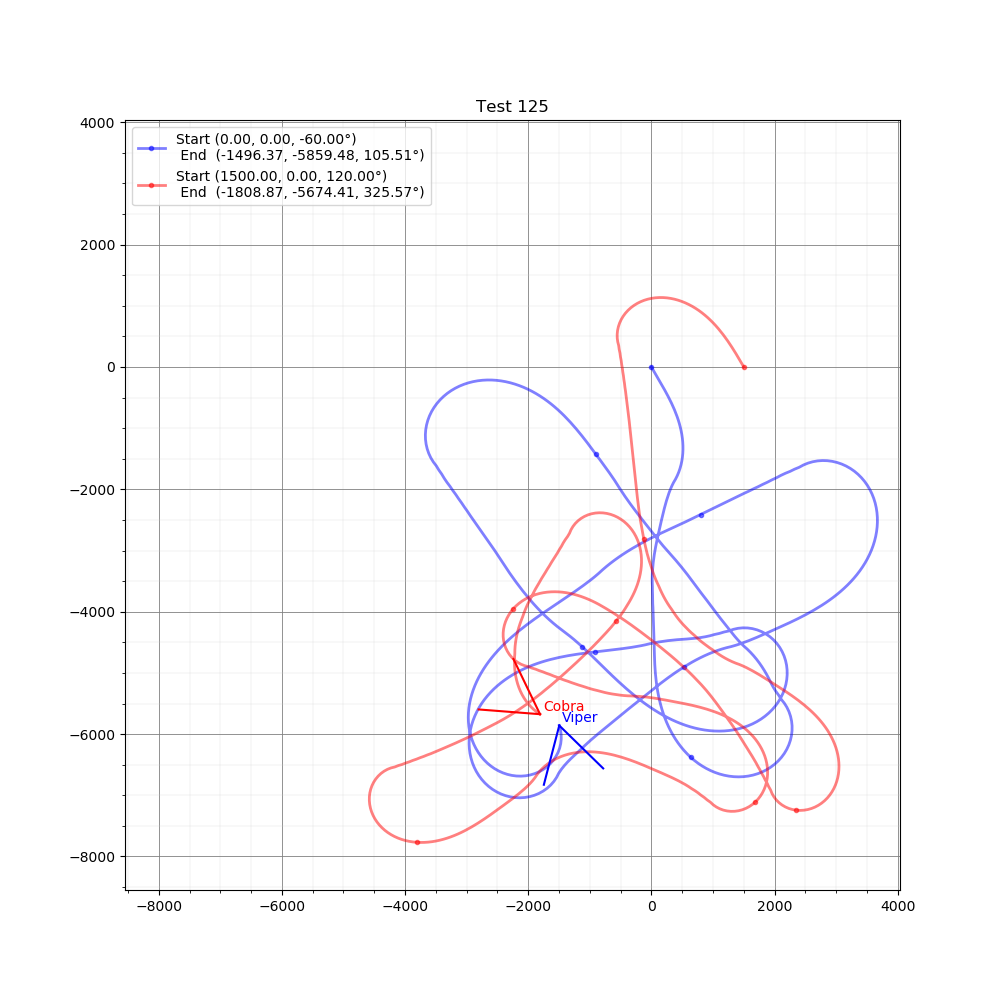 Test 125
Start (0.00, 0.00, -60.00°)
End (-1496.37, -5859.48, 105.51°)
Start (1500.00, 0.00, 120.00°)
End (-1808.87, -5674.41, 325.57°)
4000
2000
0
−2000
−4000
−6000
−8000
Cobra
Viper
−8000 −6000 −4000 −2000 0 2000 4000